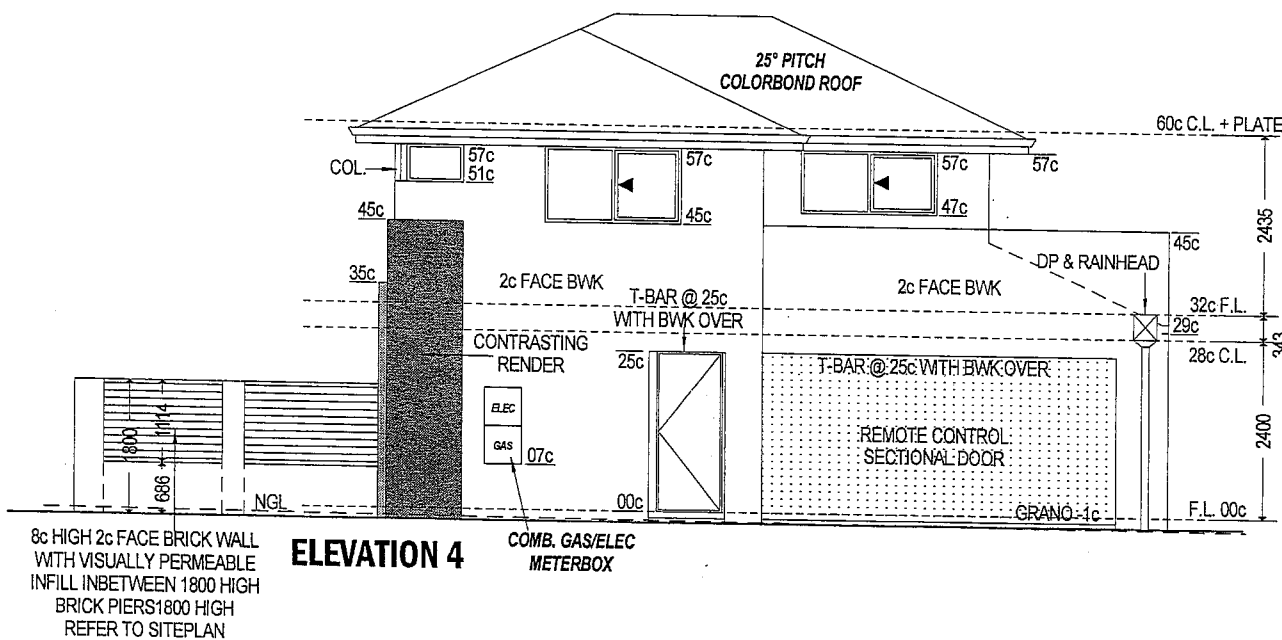 25° PITCH
COLORBOND ROOF
60c C.L. + PLATE
COL.
57c
51c
57c
57c
57c
45c
45c
47c
2435
45c
35c
DP & RAINHEAD
2c FACE BWK
T-BAR @ 25c
WITH BWK OVER
2c FACE BWK
32c F.L.
29c
343
28c C.L.
CONTRASTING
RENDER
25c
T-BAR @ 25c WITH BWK OVER
ELEC
GAS
07c
REMOTE CONTROL
SECTIONAL DOOR
2400
1800
1114
686
NGL
00c
GRANO -1c
F.L. 00c
8c HIGH 2c FACE BRICK WALL
WITH VISUALLY PERMEABLE
INFILL INBETWEEN 1800 HIGH
BRICK PIERS1800 HIGH
REFER TO SITEPLAN
ELEVATION 4
COMB. GAS/ELEC
METERBOX